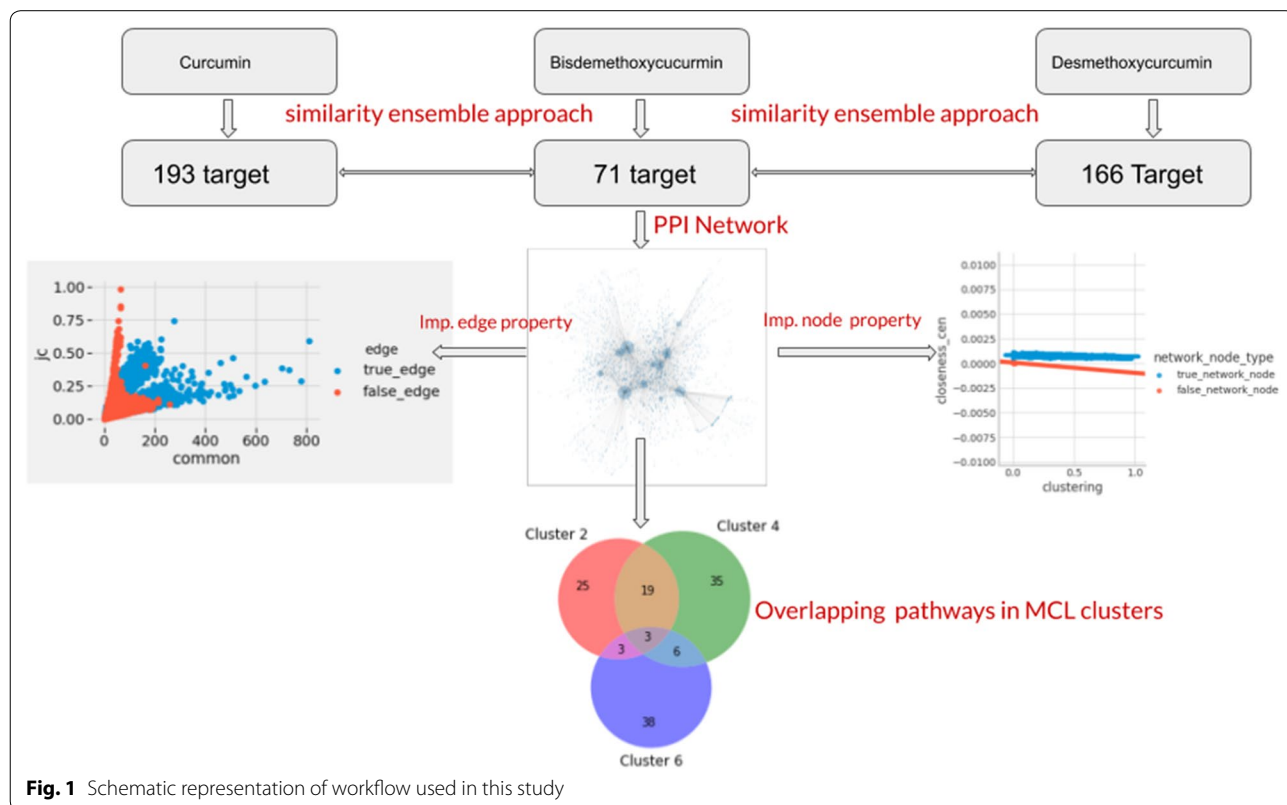 Curcumin
Bisdemethoxycucurmin
Desmethoxycurcumin
similarity ensemble approach
similarity ensemble approach
193 target
71 target
166 Target
PPI Network
Imp. edge property
Imp. node property
1.00
0.75
0.50
0.25
0.00
jc
0
200
400
600
800
common
edge
true_edge
false_edge
0.0100
0.0075
0.0050
0.0025
0.0000
−0.0025
−0.0050
−0.0075
−0.0100
closeness_cen
0.0
0.5
1.0
clustering
network_node_type
true_network_node
false_network_node
Cluster 2
Cluster 4
25
19
35
3
3
6
38
Cluster 6
Overlapping pathways in MCL clusters
Fig. 1 Schematic representation of workflow used in this study